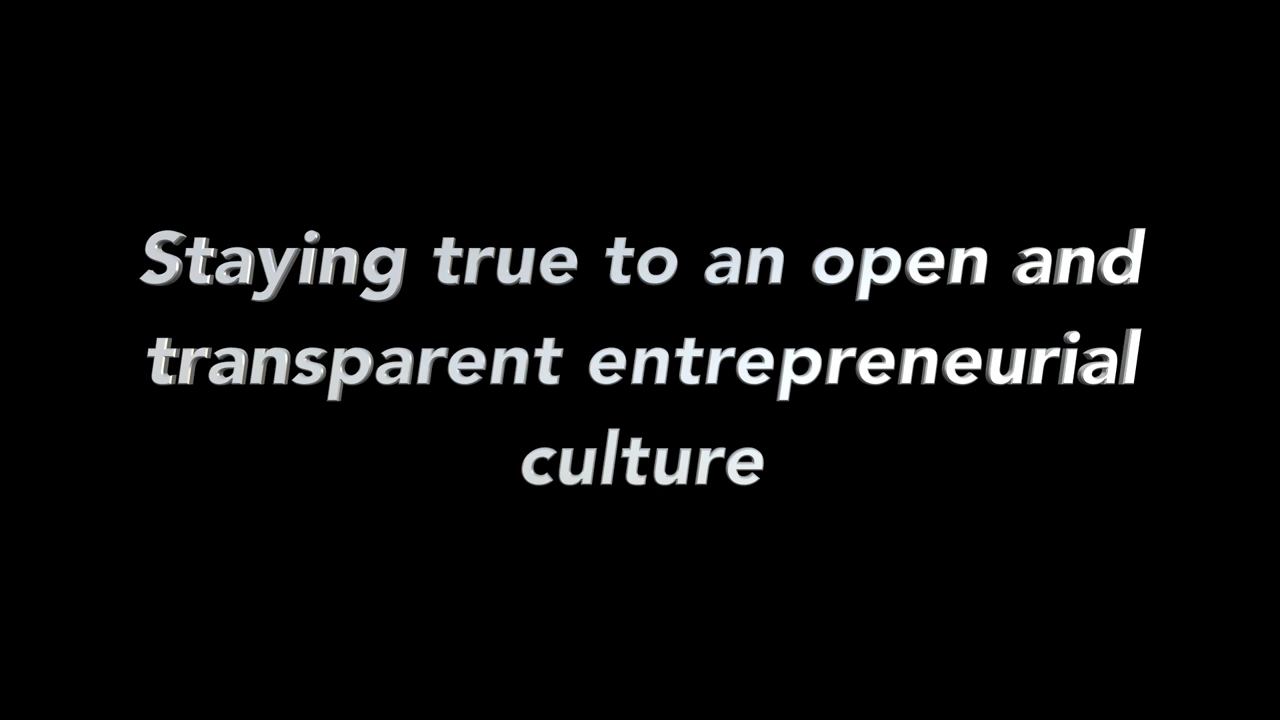 Staying true to an open and
transparent entrepreneurial
culture